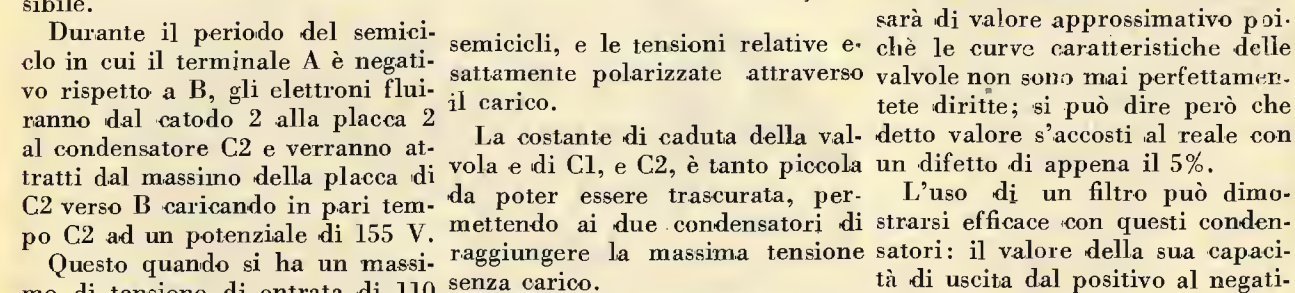 sibile.
Durante il periodo del semici-
clo in cui il terminale A è negati-
vo rispetto a B, gli elettroni flui-
ranno dal catodo 2 alla placca 2
al condensatore C2 e verranno at-
tratti dal massimo della placca di
C2 verso B caricando in pari tem-
po C2 ad un potenziale di 155 V.
Questo quando si ha un massi-
mo di tensione di entrata di 110
semicicli, e le tensioni relative e-
sattamente polarizzate attraverso
il carico.
La costante di caduta della val-
vola e di C1, e C2, è tanto piccola
da poter essere trascurata, per-
mettendo ai due condensatori di
raggiungere la massima tensione
senza carico.
sarà di valore approssimativo poi-
chè le curve caratteristiche delle
valvole non sono mai perfettamen-
tete diritte; si può dire però che
detto valore s'accosti al reale con
un difetto di appena il 5%.
L'uso di un filtro può dimo-
strarsi efficace con questi conden-
satori: il valore della sua capaci-
tà di uscita dal positivo al negati-